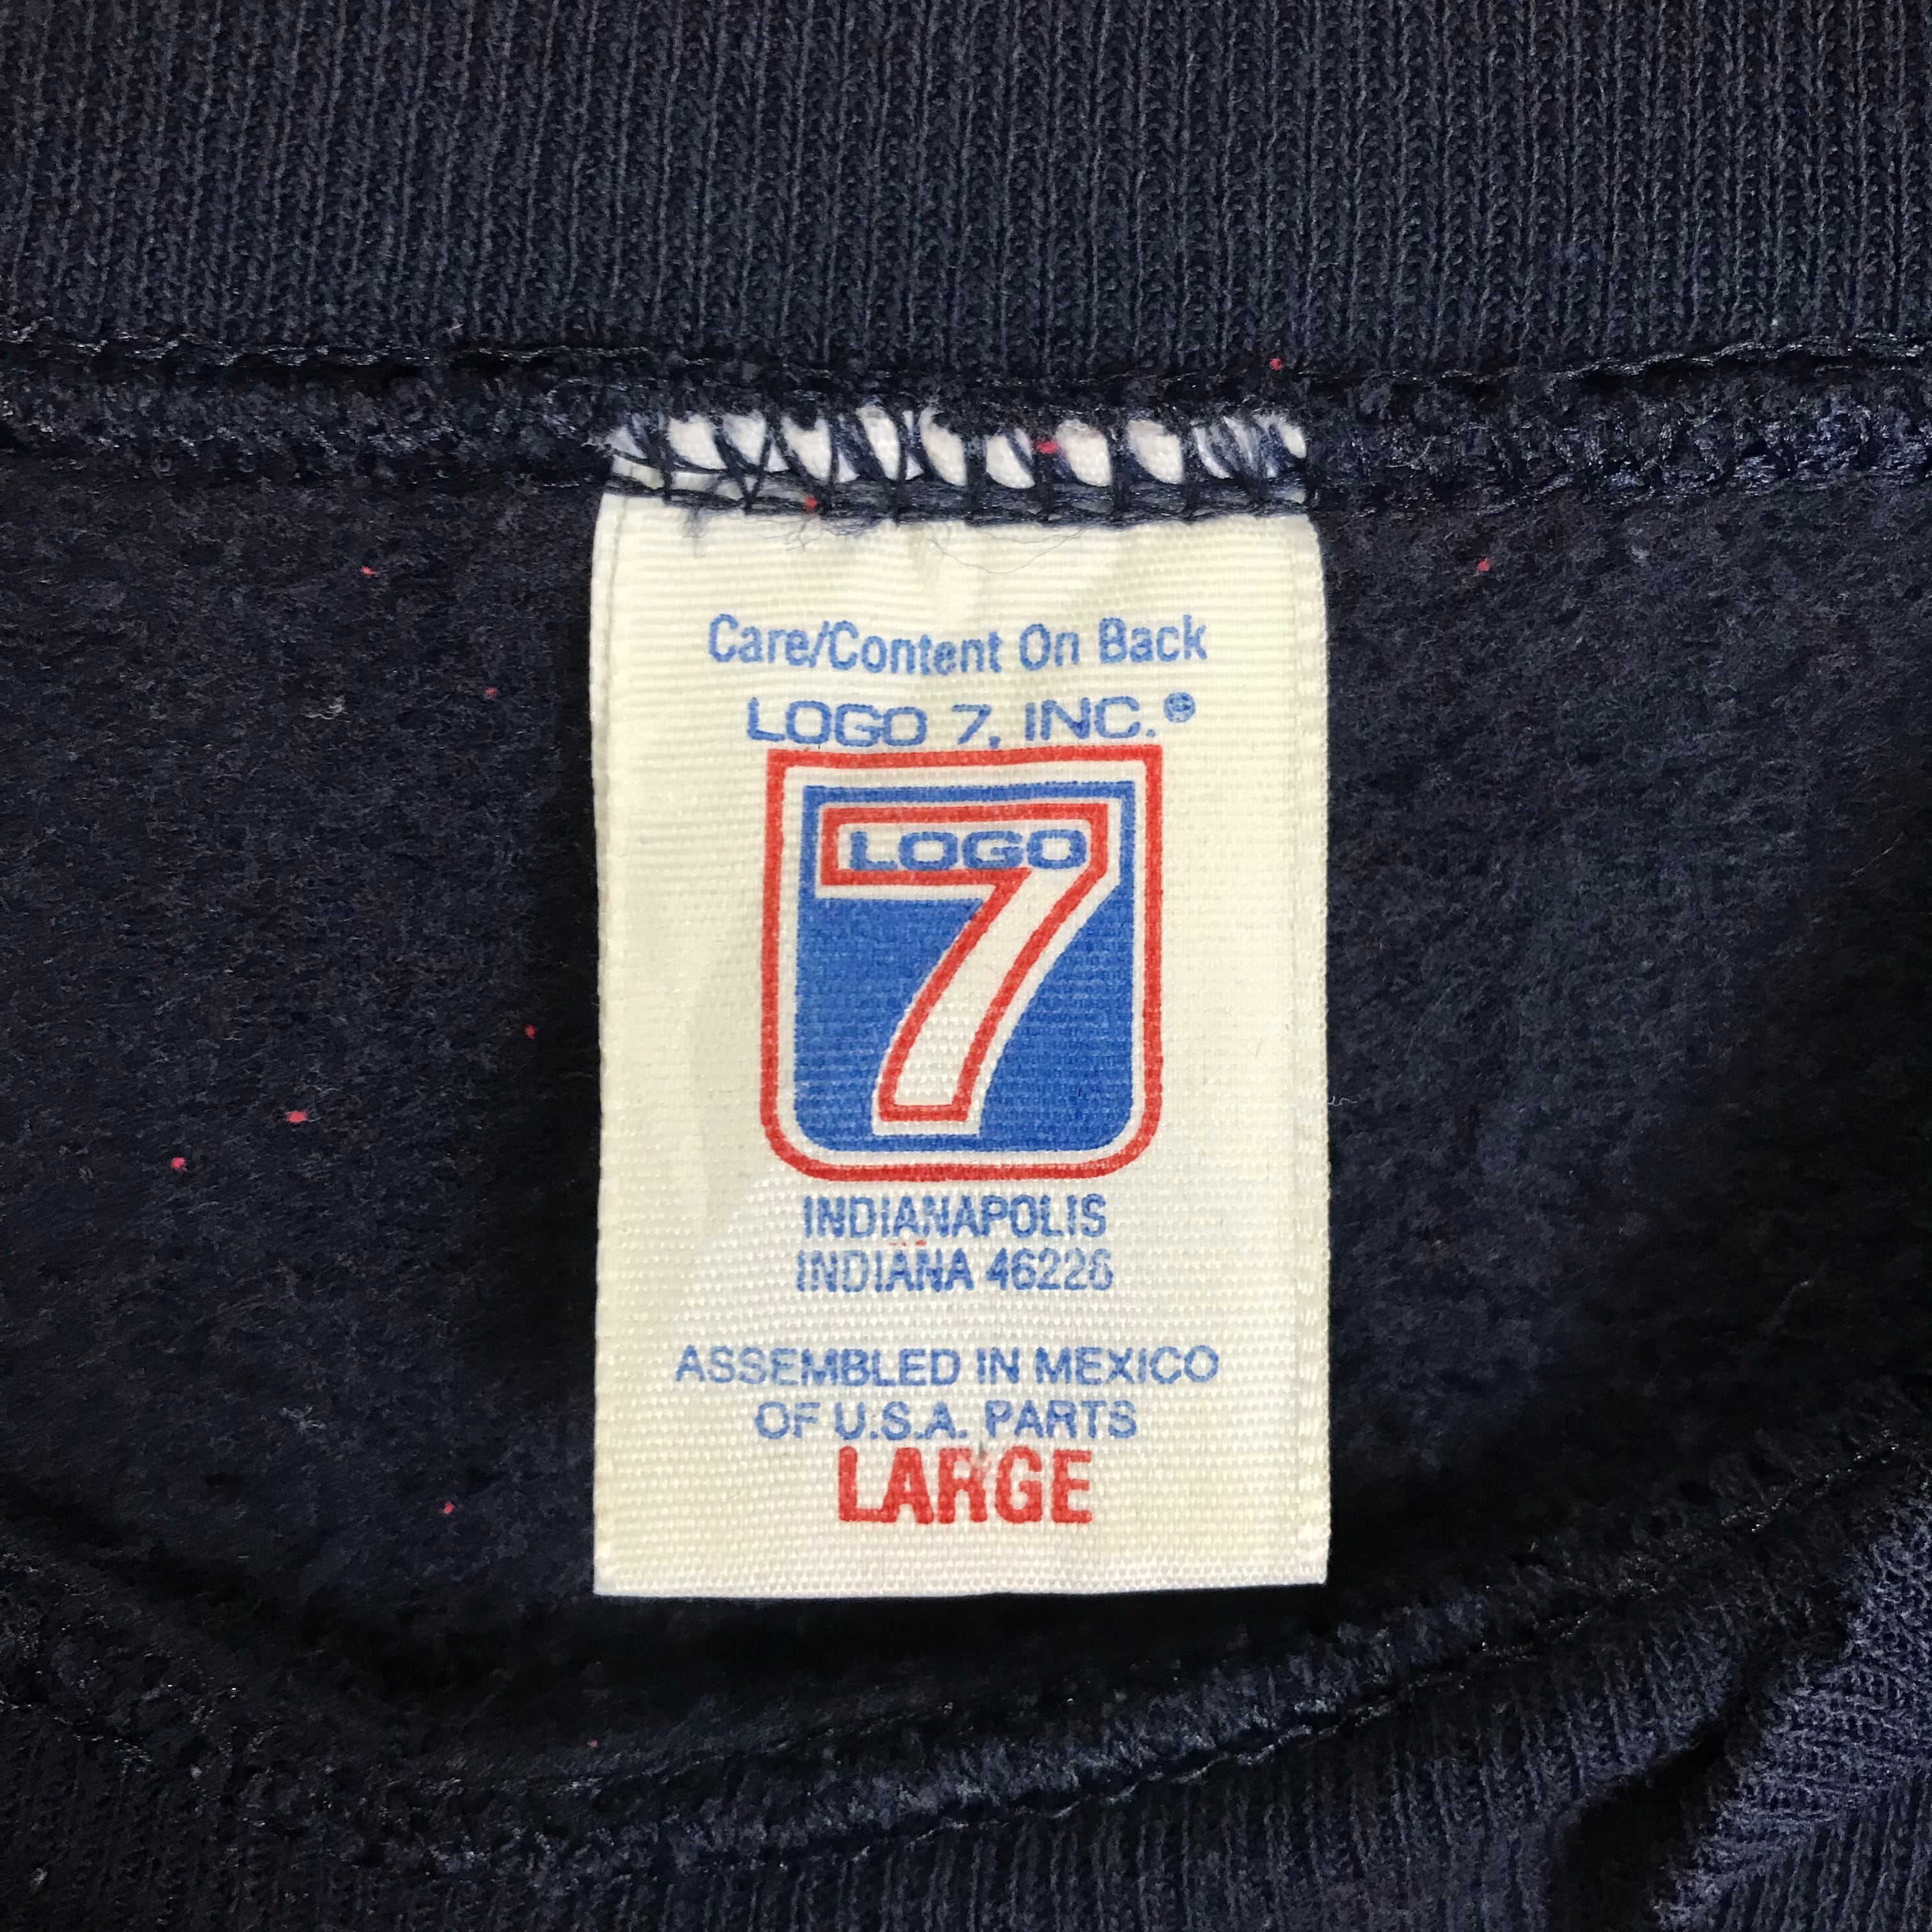 Care/Content On Back
LOGO 7, INC.®
LOGO
7
INDIANAPOLIS
INDIANA 46226
ASSEMBLED IN MEXICO
OF U.S.A. PARTS
LARGE